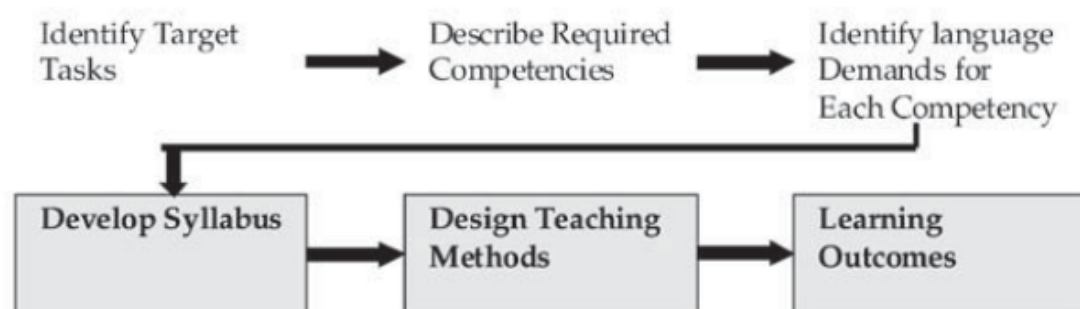 Identify Target
Tasks
Describe Required
Competencies
Identify language
Demands for
Each Competency
Develop Syllabus
Design Teaching
Methods
Learning
Outcomes